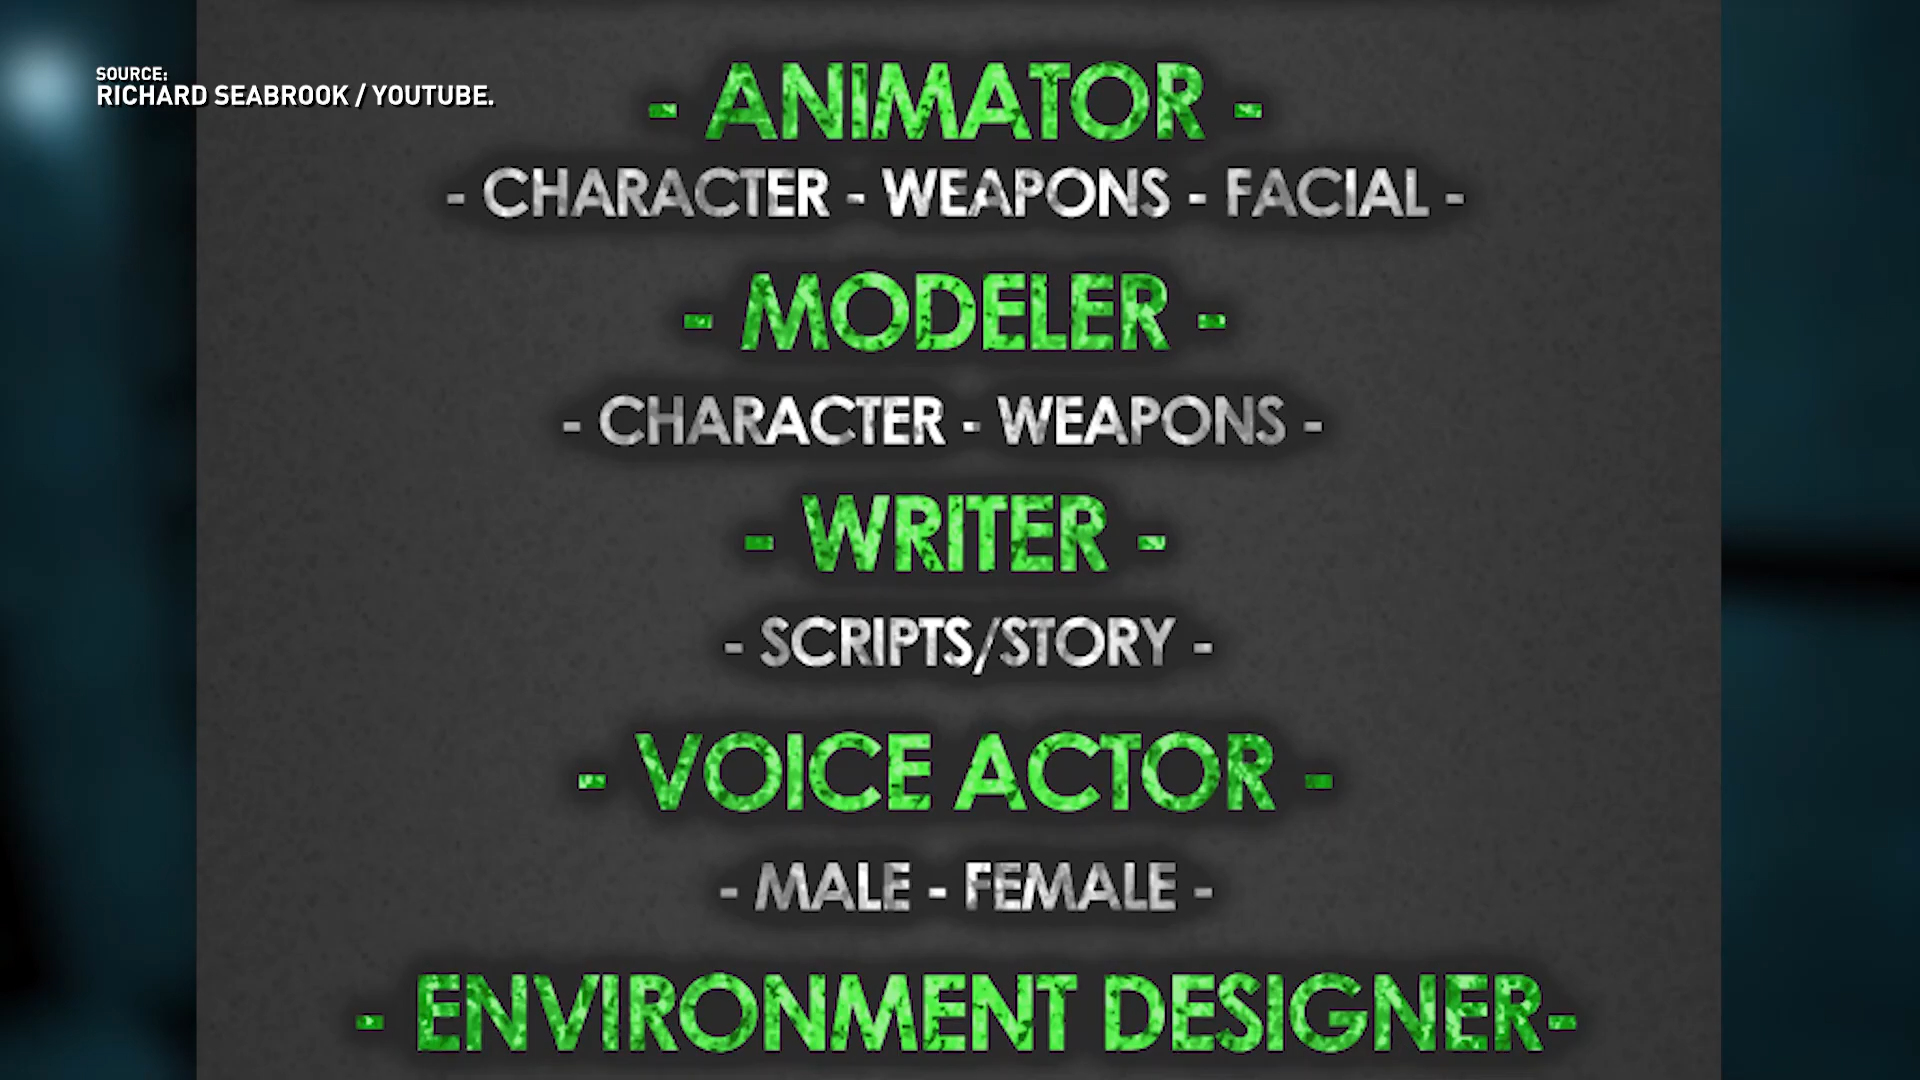 SOURCE:
RICHARD SEABROOK / YOUTUBE.
- ANIMATOR -
- CHARACTER - WEAPONS - FACIAL -
- MODELER -
- CHARACTER - WEAPONS -
- WRITER -
- SCRIPTS/STORY -
- VOICE ACTOR -
- MALE - FEMALE -
- ENVIRONMENT DESIGNER-